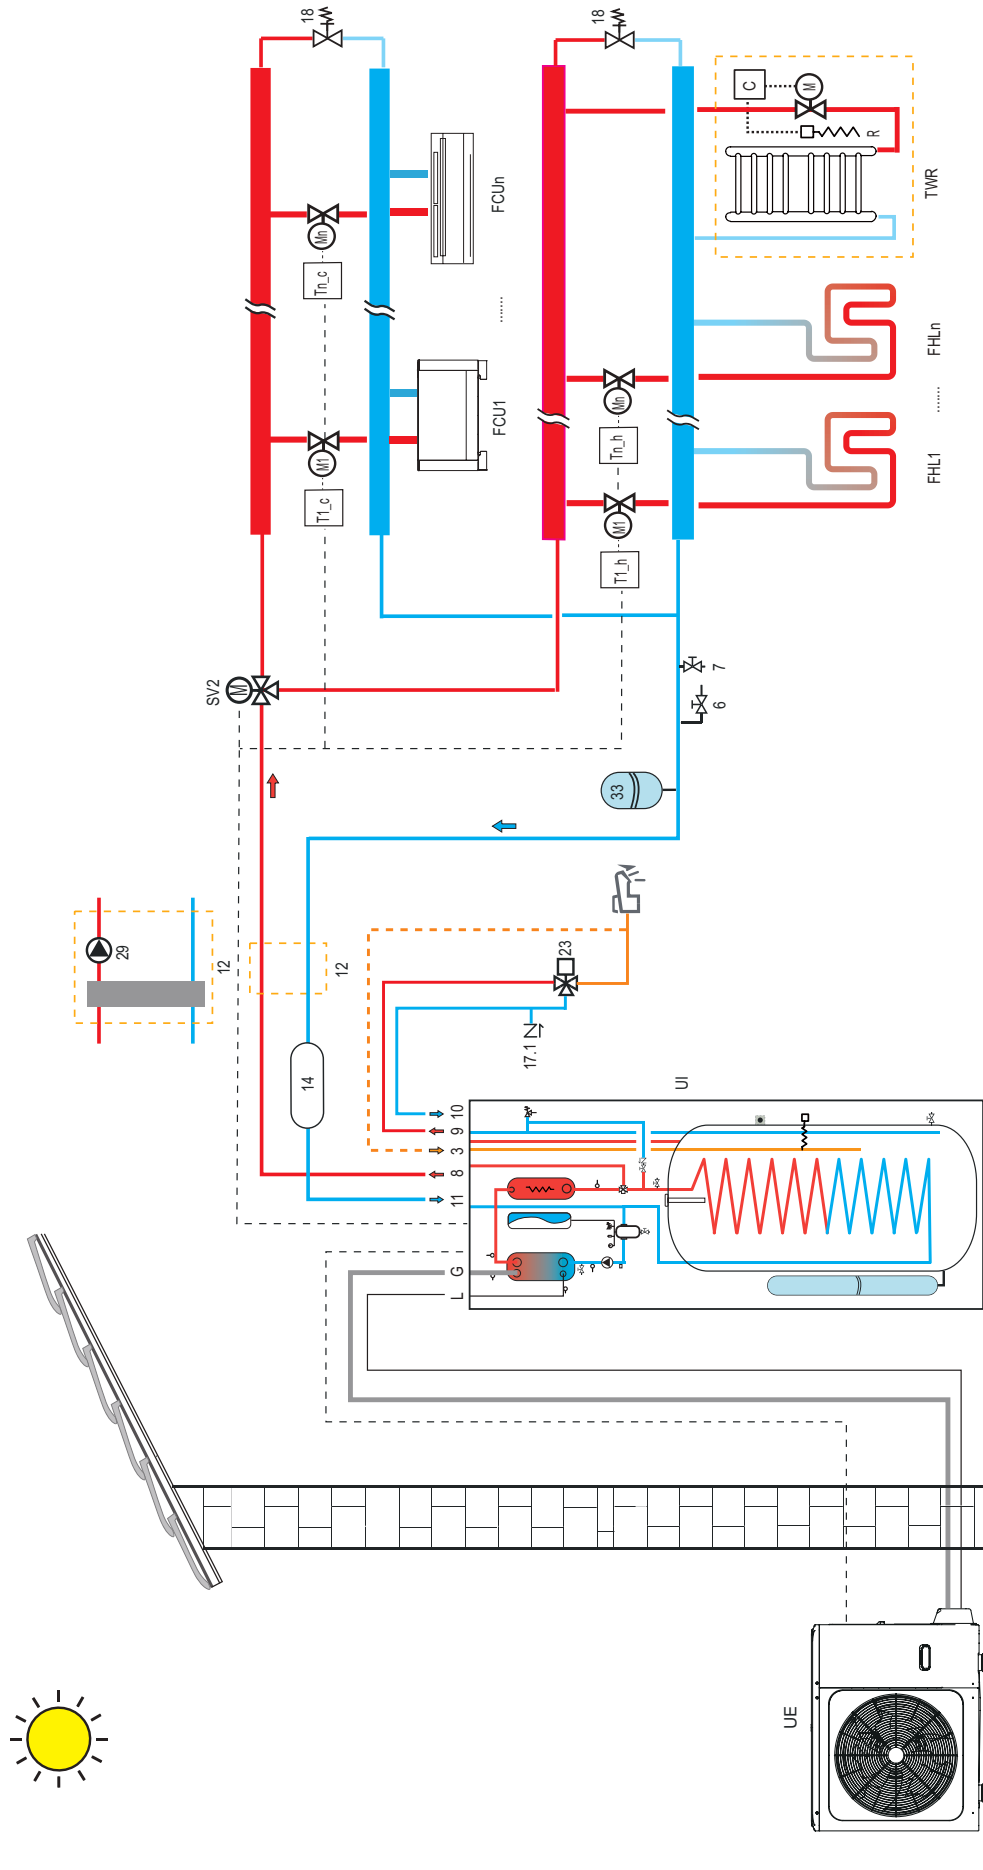 18
18
C
M
R
TWR
Mn
Tn_c
FCUn
........
M1
T1_c
FCU1
Mn
Tn_h
M1
T1_h
FHLn
........
FHL1
SV2
M
7
6
33
29
12
12
14
23
17.1
10
9
3
8
11
G
L
UI
UE